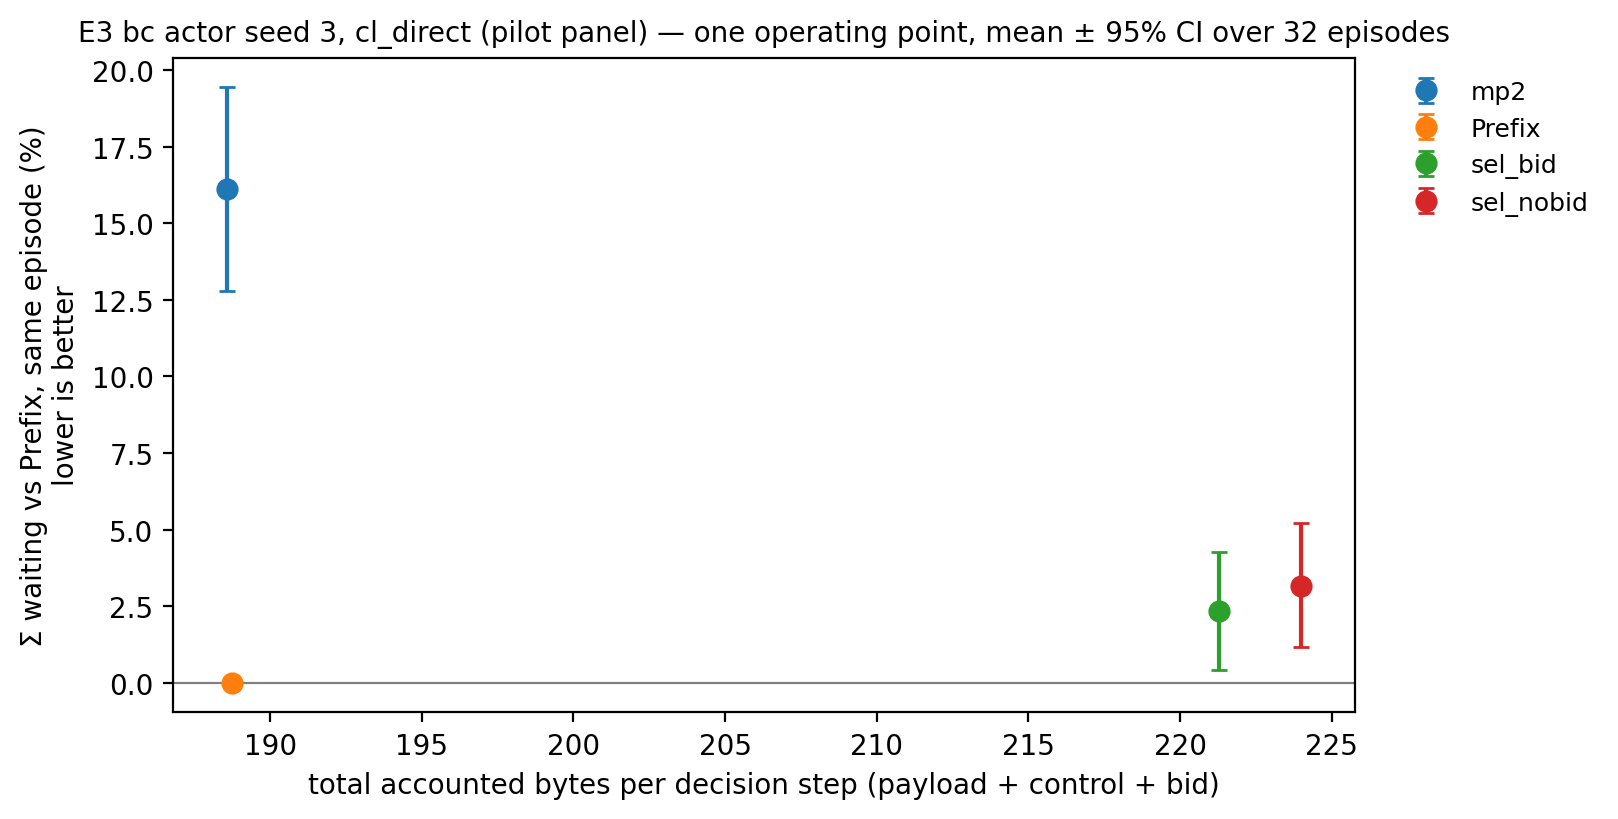 E3 bc actor seed 3, cl_direct (pilot panel) — one operating point, mean ± 95% CI over 32 episodes
Σ waiting vs Prefix, same episode (%)
lower is better
20.0
17.5
15.0
12.5
10.0
7.5
5.0
2.5
0.0
190
195
200
205
210
215
220
225
total accounted bytes per decision step (payload + control + bid)
mp2
Prefix
sel_bid
sel_nobid